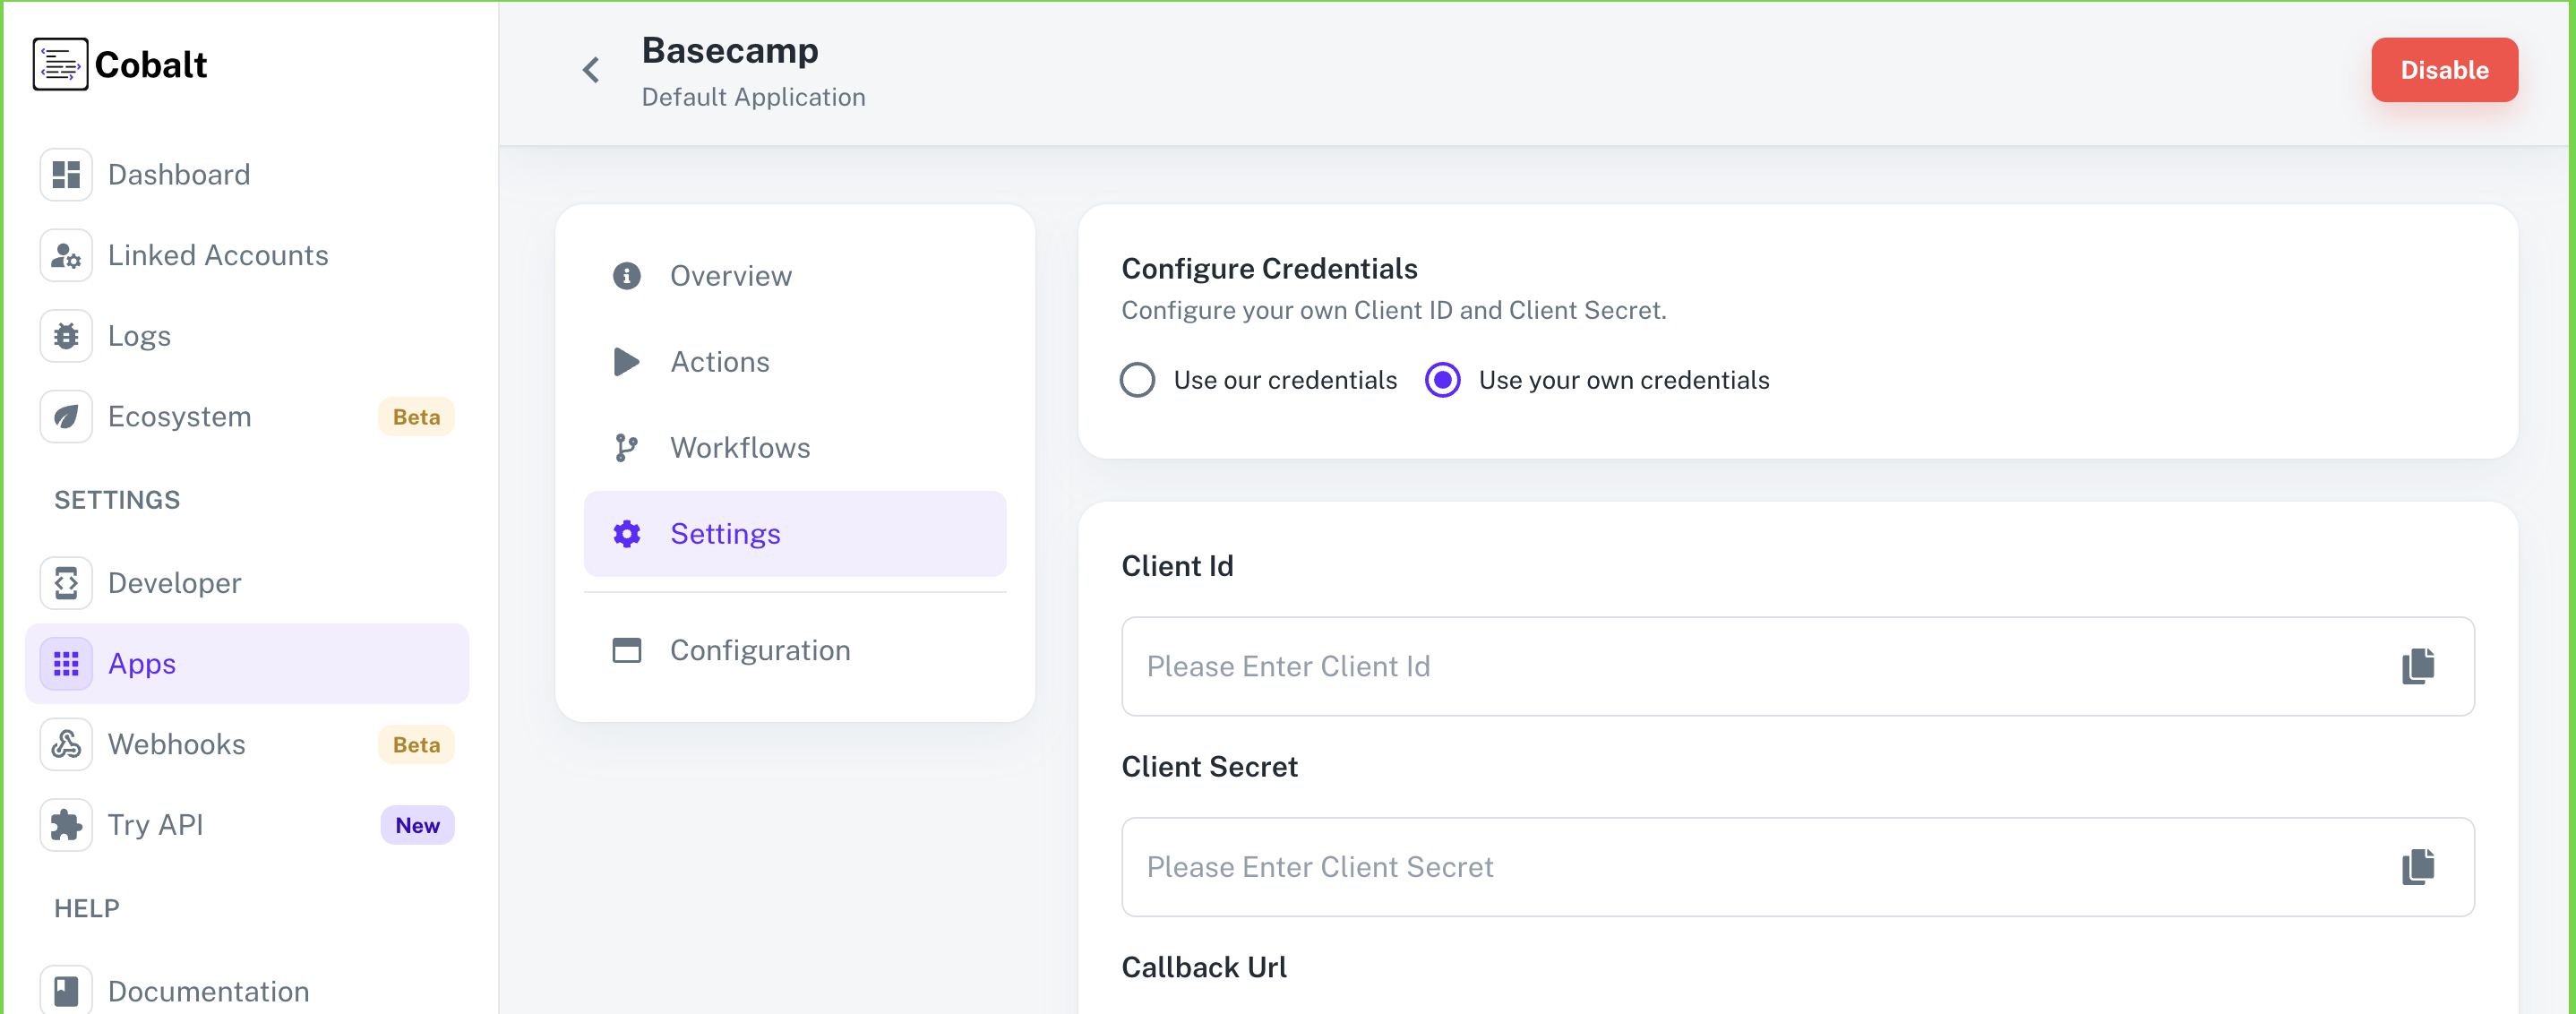 Cobalt
Dashboard
Linked Accounts
Logs
Ecosystem Beta
SETTINGS
Developer
Apps
Webhooks Beta
Try API New
HELP
Documentation
Basecamp
Default Application
Disable
Overview
Actions
Workflows
Settings
Configuration
Configure Credentials
Configure your own Client ID and Client Secret.
Use our credentials Use your own credentials
Client Id
Please Enter Client Id
Client Secret
Please Enter Client Secret
Callback Url